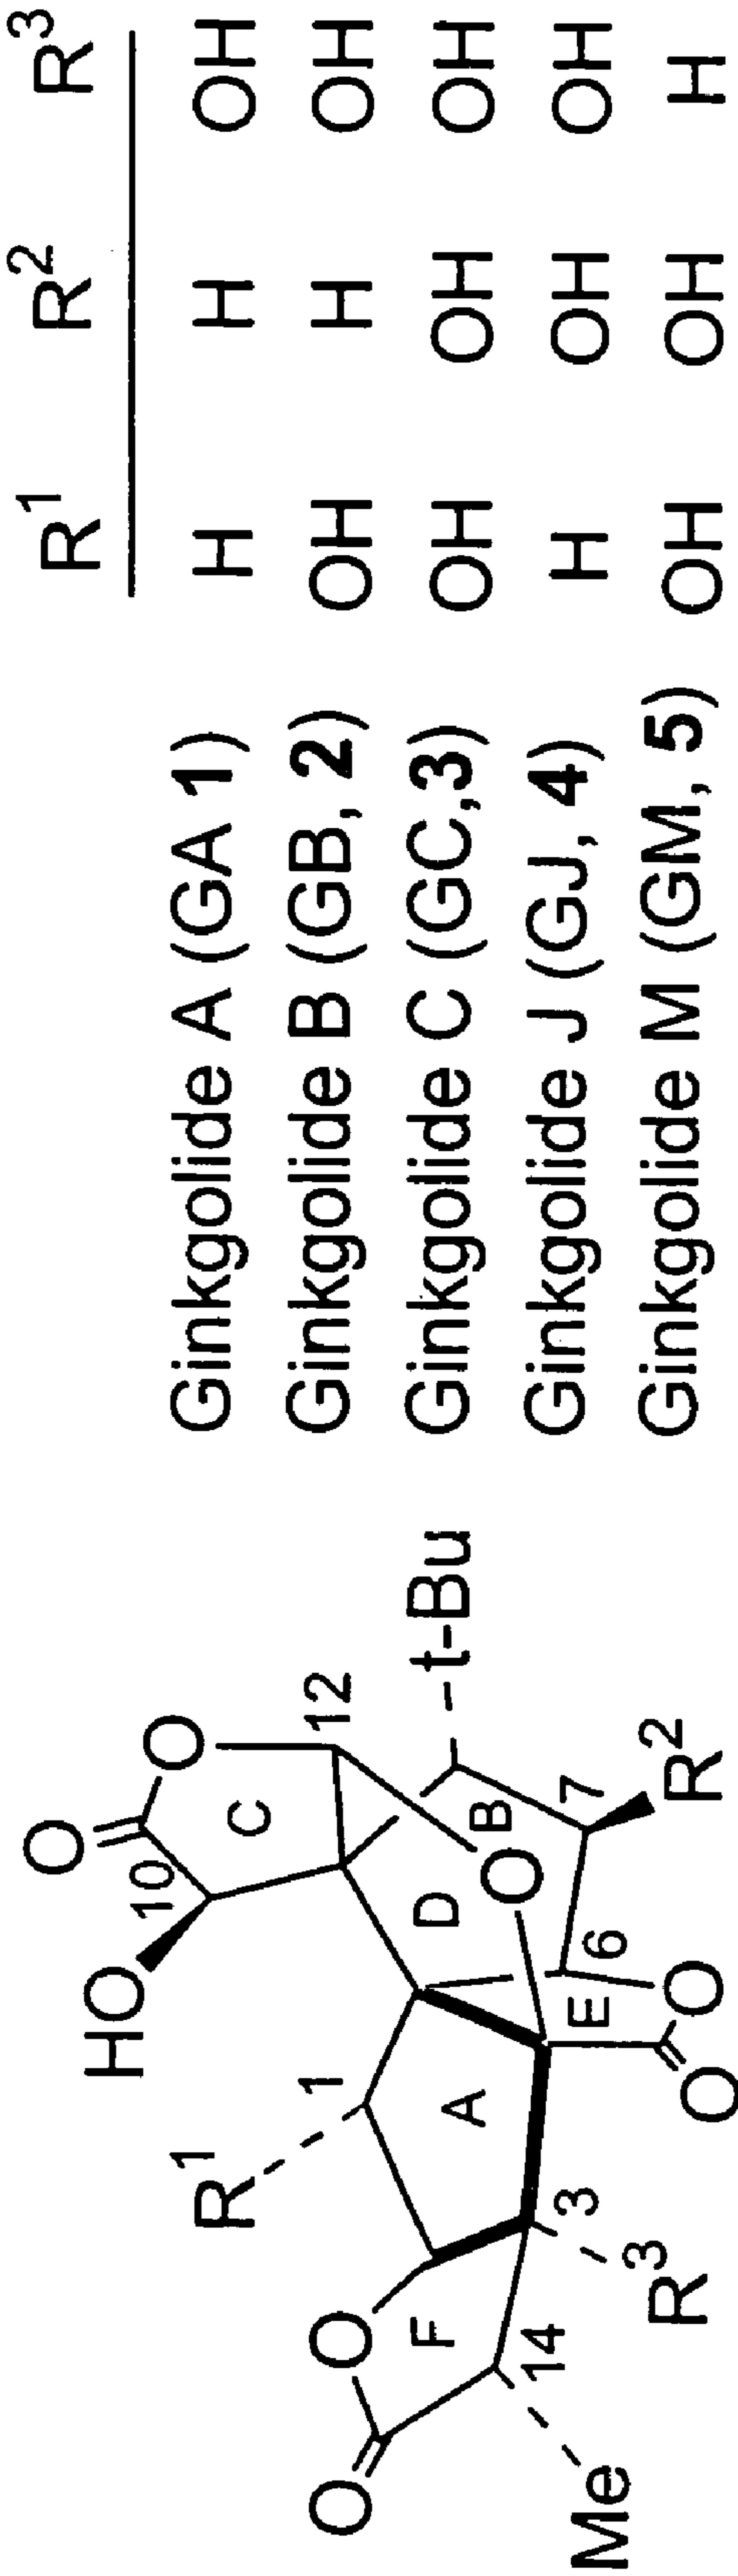 R¹ R² R³
Ginkgolide A (GA 1) H H OH
Ginkgolide B (GB, 2) OH H OH
Ginkgolide C (GC,3) OH OH OH
Ginkgolide J (GJ, 4) H OH OH
Ginkgolide M (GM, 5) OH OH H
O
O
HO
10
C
12
R¹
1
D
O
B
t-Bu
7
R²
6
E
O
O
A
3
R³
F
O
O
14
Me